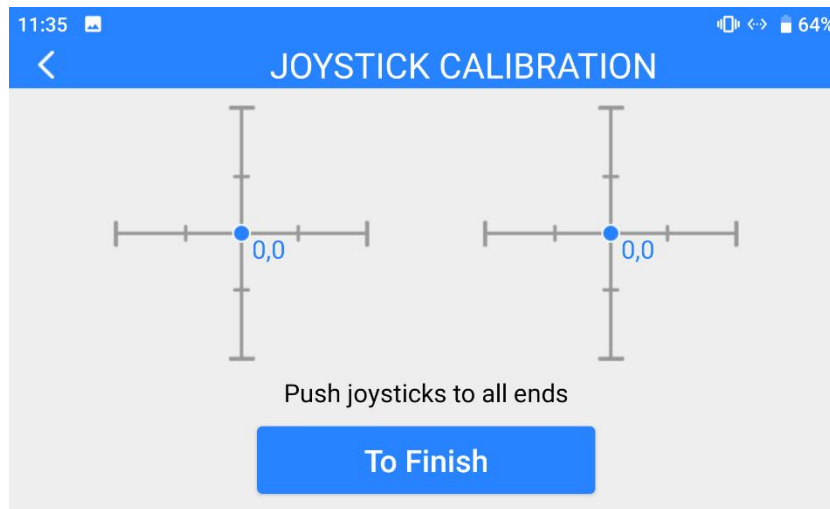 11:35 64%
JOYSTICK CALIBRATION
0,0 0,0
Push joysticks to all ends
To Finish